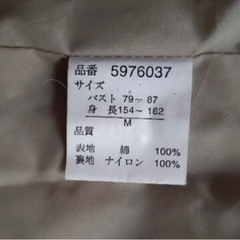 品番 5976037
サイズ
バスト 79~87
身長154~162
M
品質
表地 綿 100%
裏地 ナイロン 100%